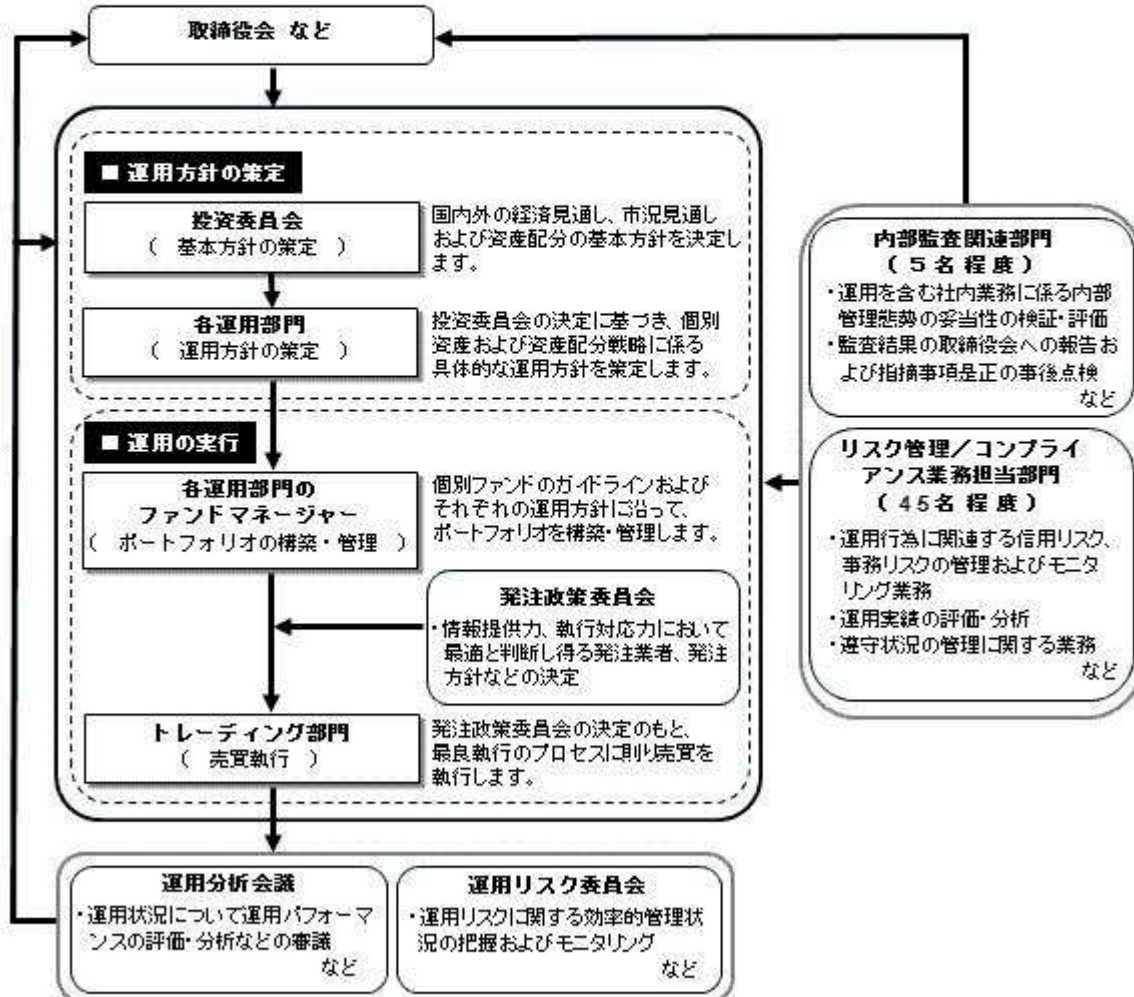 取締役会 など
■ 運用方針の策定
投資委員会
( 基本方針の策定 )
国内外の経済見通し、市況見通し
および資産配分の基本方針を決定し
ます。
各運用部門
( 運用方針の策定 )
投資委員会の決定に基づき、個別
資産および資産配分戦略に係る
具体的な運用方針を策定します。
■ 運用の実行
各運用部門の
ファンドマネージャー
( ポートフォリオの構築・管理 )
個別ファンドのガイドラインおよび
それぞれの運用方針に沿って、
ポートフォリオを構築・管理します。
発注政策委員会
・情報提供力、執行対応力において
最適と判断し得る発注業者、発注
方針などの決定
トレーディング部門
( 売買執行 )
発注政策委員会の決定のもと、
最良執行のプロセスに則り売買を
執行します。
運用分析会議
・運用状況について運用パフォーマ
ンスの評価・分析などの審議
など
運用リスク委員会
・運用リスクに関する効率的管理状
況の把握およびモニタリング
など
内部監査関連部門
(5名程度)
・運用を含む社内業務に係る内部
管理態勢の妥当性の検証・評価
・監査結果の取締役会への報告お
よび指摘事項是正の事後点検
など
リスク管理/コンプライ
アンス業務担当部門
(45名程度)
・運用行為に関連する信用リスク、
事務リスクの管理およびモニタ
リング業務
・運用実績の評価・分析
・遵守状況の管理に関する業務
など